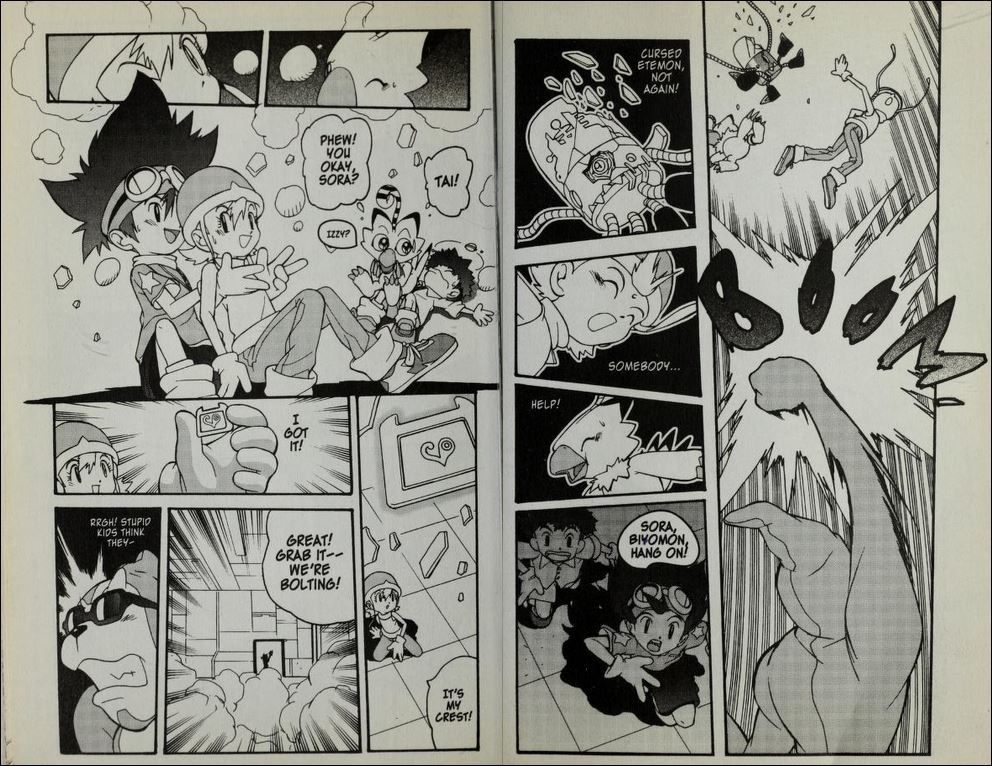 BOOM
CURSED
ETEMON,
NOT
AGAIN!
SOMEBODY...
HELP!
SORA,
BIYOMON,
HANG ON!
TAI!
PHEW!
YOU
OKAY,
SORA?
IZZY?
IT'S
MY
CREST!
I
GOT
IT!
GREAT!
GRAB IT--
WE'RE
BOLTING!
RRGH! STUPID
KIDS THINK
THEY-